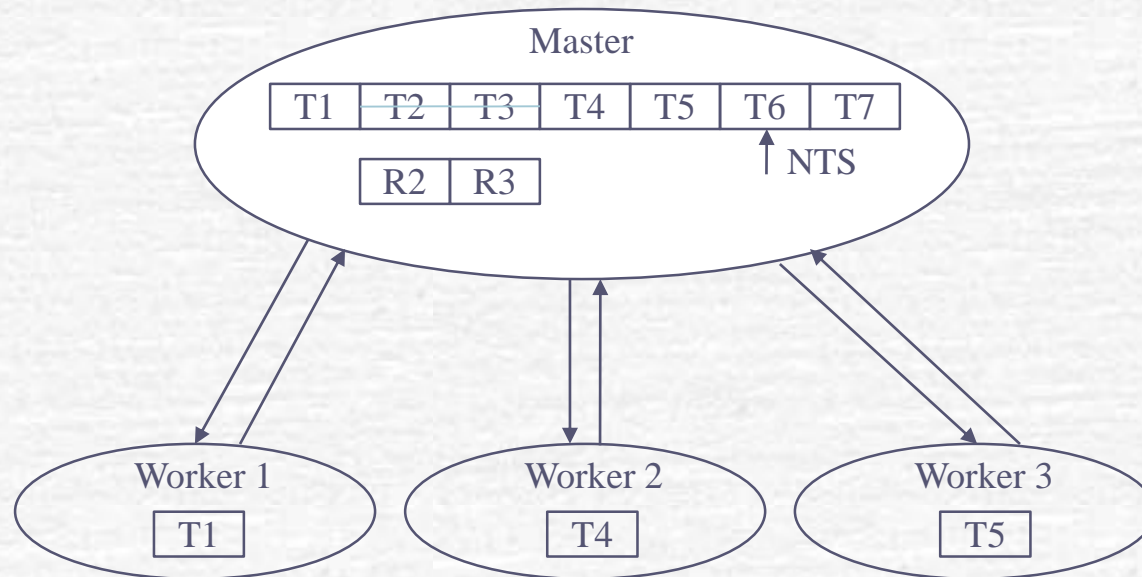 Master
T1 T2 T3 T4 T5 T6 T7
NTS
R2 R3
Worker 1 Worker 2 Worker 3
T1 T4 T5